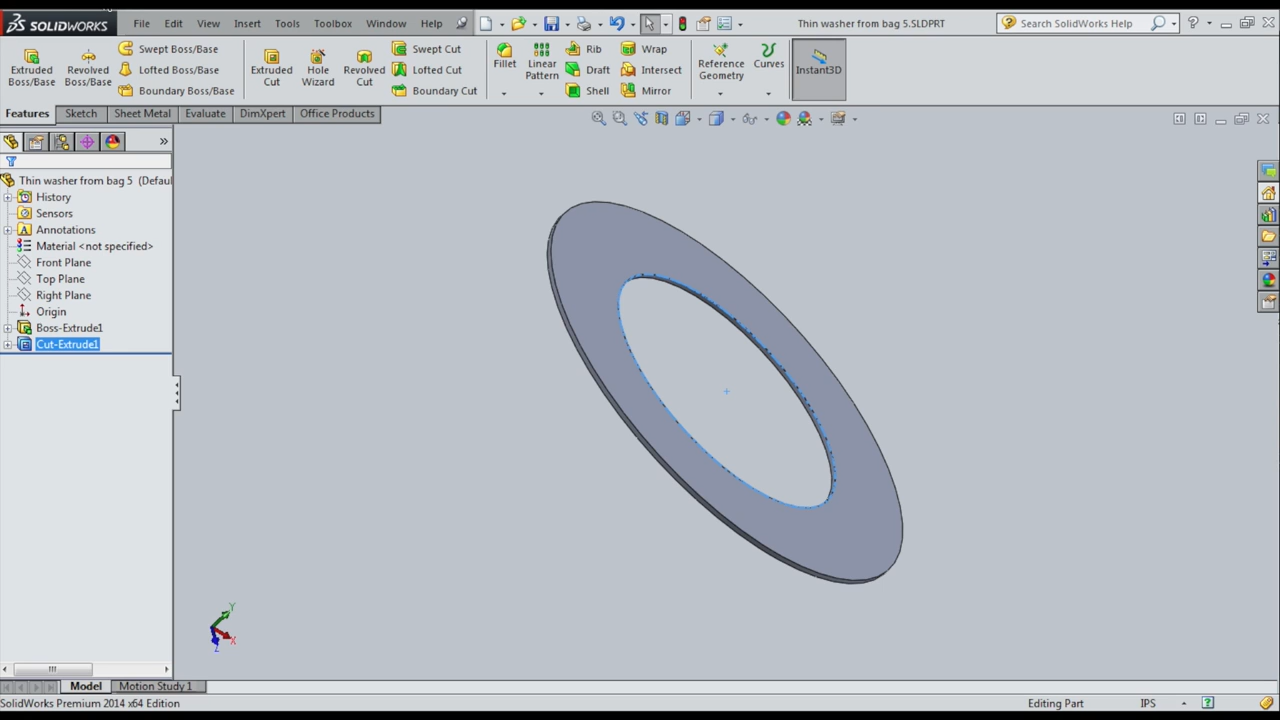 SOLIDWORKS File Edit View Insert Tools Toolbox Window Help Thin washer from bag 5.SLDPRT Search SolidWorks Help
Extruded Boss/Base
Revolved Boss/Base
Swept Boss/Base
Lofted Boss/Base
Boundary Boss/Base
Extruded Cut
Hole Wizard
Revolved Cut
Swept Cut
Lofted Cut
Boundary Cut
Fillet
Linear Pattern
Rib
Draft
Shell
Wrap
Intersect
Mirror
Reference Geometry
Curves
Instant3D
Features Sketch Sheet Metal Evaluate DimXpert Office Products
Thin washer from bag 5 (Defau
History
Sensors
Annotations
Material <not specified>
Front Plane
Top Plane
Right Plane
Origin
Boss-Extrude1
Cut-Extrude1
Y
X
Z
Model Motion Study 1
SolidWorks Premium 2014 x64 Edition Editing Part IPS